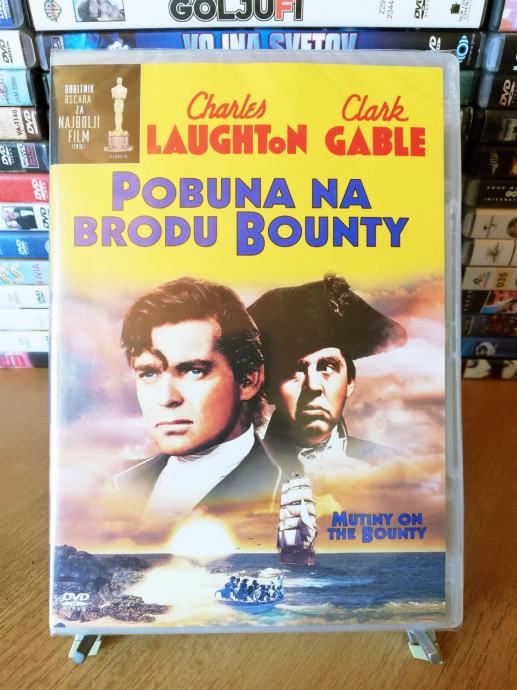 GOLJUFI
VOJNA SVETOV
DOBITNIK
OSCARA
ZA
NAJBOLJI
FILM
(1935)
Charles
LAUGHTON
Clark
GABLE
POBUNA NA
BRODU BOUNTY
MUTINY ON
THE BOUNTY
DVD